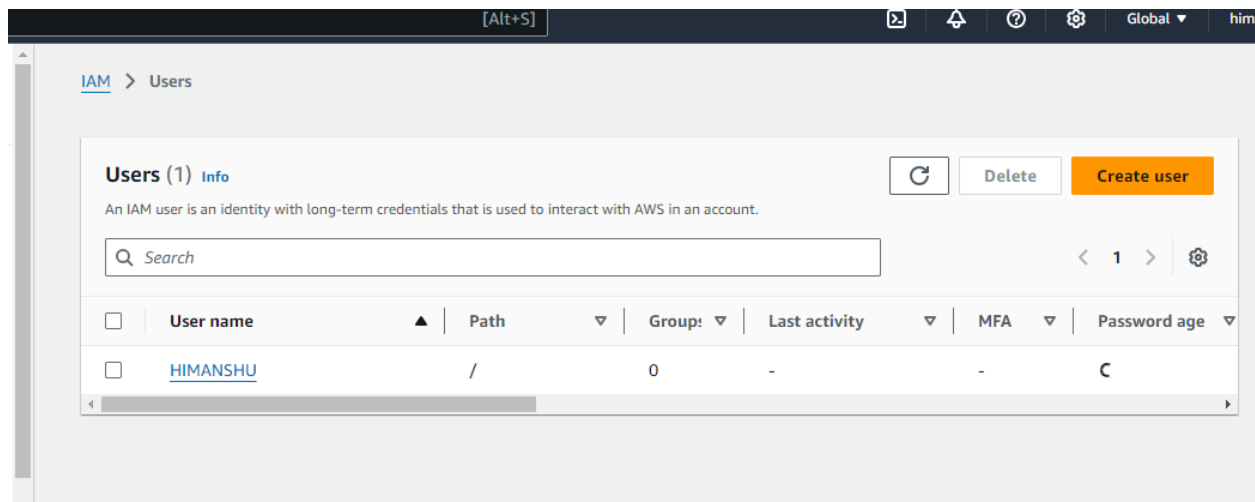 [Alt+S] Global him
IAM > Users
Users (1) Info Delete Create user
An IAM user is an identity with long-term credentials that is used to interact with AWS in an account.
Search 1
User name Path Groups Last activity MFA Password age
HIMANSHU / 0 - -